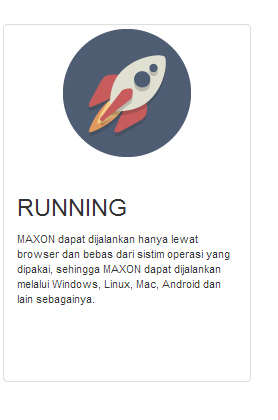 RUNNING
MAXON dapat dijalankan hanya lewat
browser dan bebas dari sistim operasi yang
dipakai, sehingga MAXON dapat dijalankan
melalui Windows, Linux, Mac, Android dan
lain sebagainya.